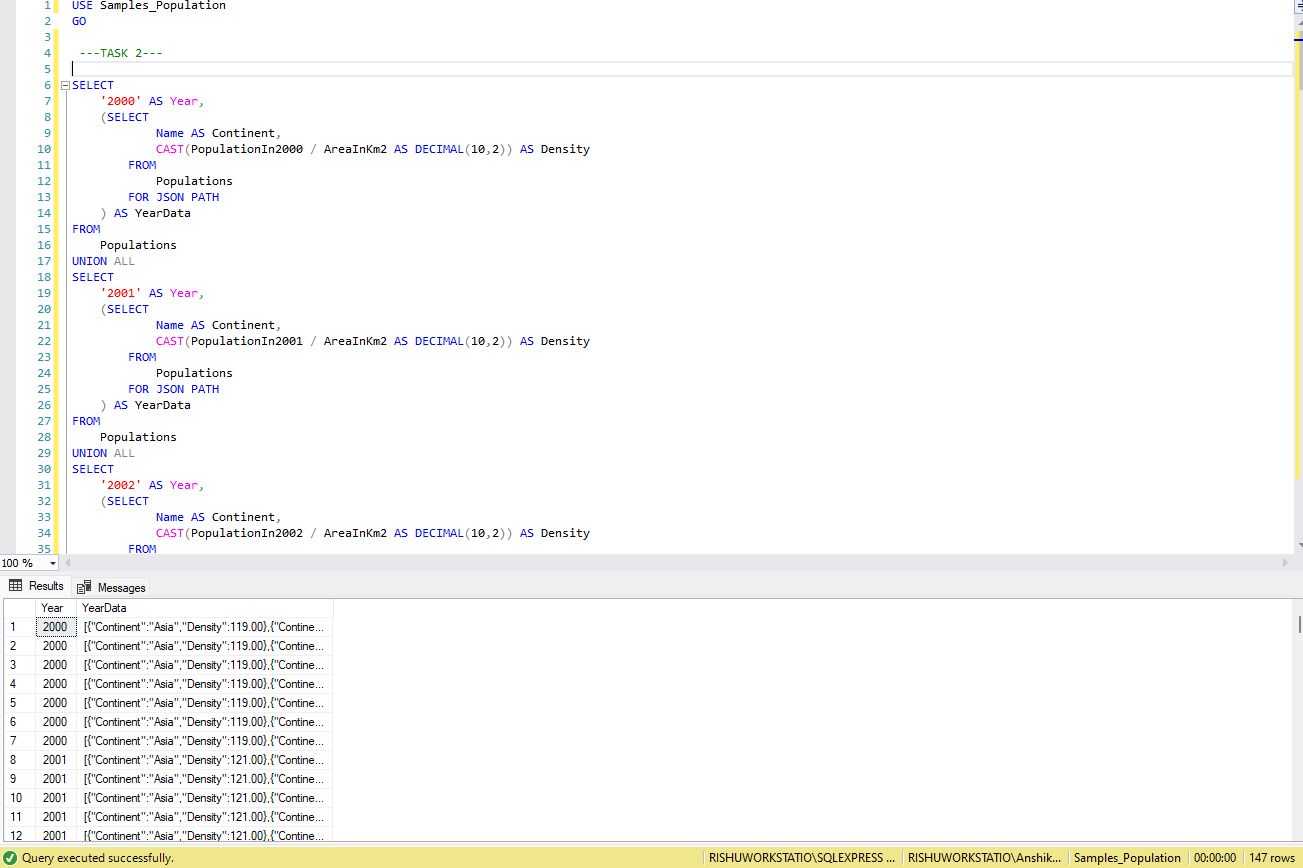 1 USE Samples_Population
2 GO
3
4 ---TASK 2---
5
6 SELECT
7 '2000' AS Year,
8 (SELECT
9 Name AS Continent,
10 CAST(PopulationIn2000 / AreaInKm2 AS DECIMAL(10,2)) AS Density
11 FROM
12 Populations
13 FOR JSON PATH
14 ) AS YearData
15 FROM
16 Populations
17 UNION ALL
18 SELECT
19 '2001' AS Year,
20 (SELECT
21 Name AS Continent,
22 CAST(PopulationIn2001 / AreaInKm2 AS DECIMAL(10,2)) AS Density
23 FROM
24 Populations
25 FOR JSON PATH
26 ) AS YearData
27 FROM
28 Populations
29 UNION ALL
30 SELECT
31 '2002' AS Year,
32 (SELECT
33 Name AS Continent,
34 CAST(PopulationIn2002 / AreaInKm2 AS DECIMAL(10,2)) AS Density
35 FROM
100 %
Results Messages
Year YearData
1 2000 [{"Continent":"Asia","Density":119.00},{"Contine...
2 2000 [{"Continent":"Asia","Density":119.00},{"Contine...
3 2000 [{"Continent":"Asia","Density":119.00},{"Contine...
4 2000 [{"Continent":"Asia","Density":119.00},{"Contine...
5 2000 [{"Continent":"Asia","Density":119.00},{"Contine...
6 2000 [{"Continent":"Asia","Density":119.00},{"Contine...
7 2000 [{"Continent":"Asia","Density":119.00},{"Contine...
8 2001 [{"Continent":"Asia","Density":121.00},{"Contine...
9 2001 [{"Continent":"Asia","Density":121.00},{"Contine...
10 2001 [{"Continent":"Asia","Density":121.00},{"Contine...
11 2001 [{"Continent":"Asia","Density":121.00},{"Contine...
12 2001 [{"Continent":"Asia","Density":121.00},{"Contine...
Query executed successfully. RISHUWORKSTATIO\SQLEXPRESS ... RISHUWORKSTATIO\Anshik... Samples_Population 00:00:00 147 rows